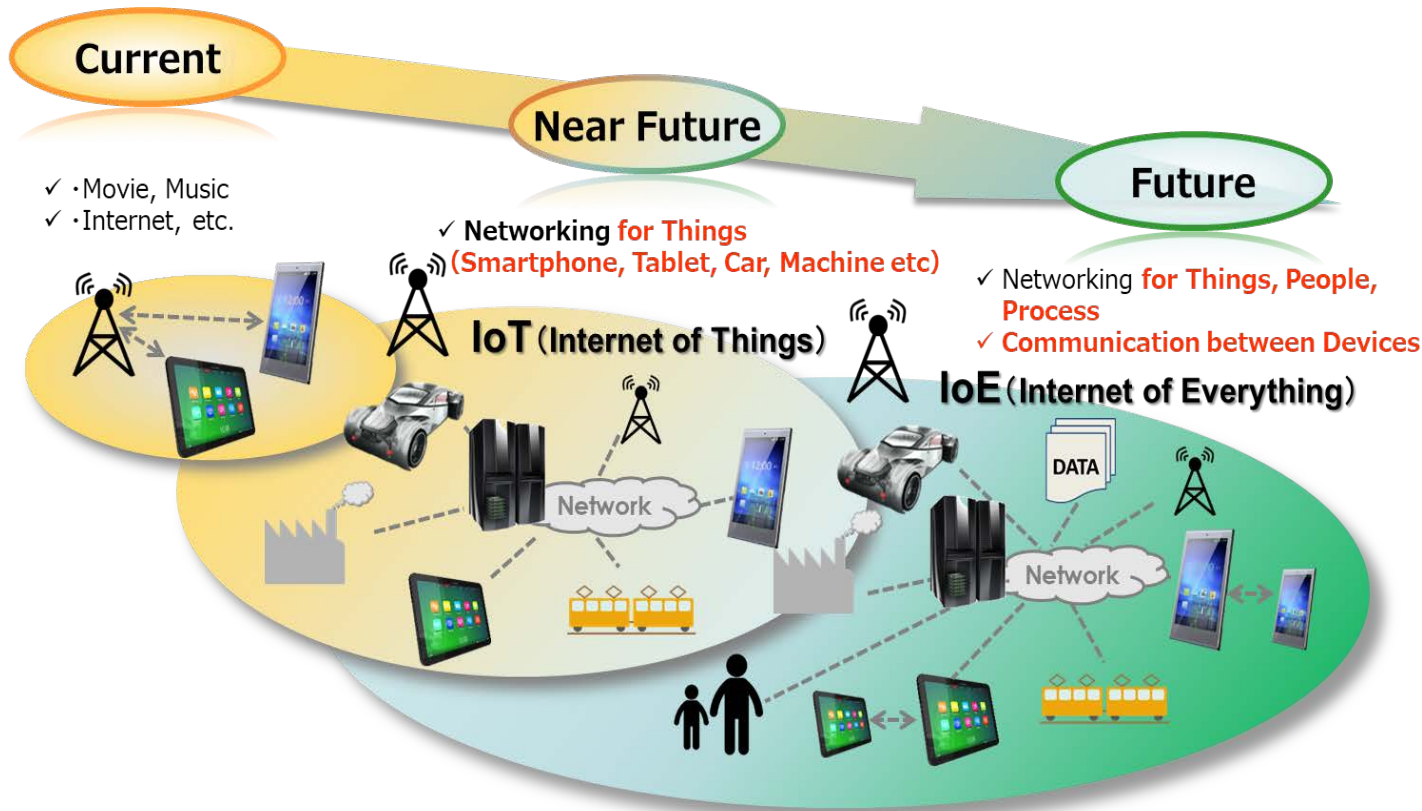 Current
Near Future
Future
✓ ・Movie, Music
✓ ・Internet, etc.
✓ Networking for Things
(Smartphone, Tablet, Car, Machine etc)
✓ Networking for Things, People,
Process
✓ Communication between Devices
IoT (Internet of Things)
IoE (Internet of Everything)
DATA
Network
Network